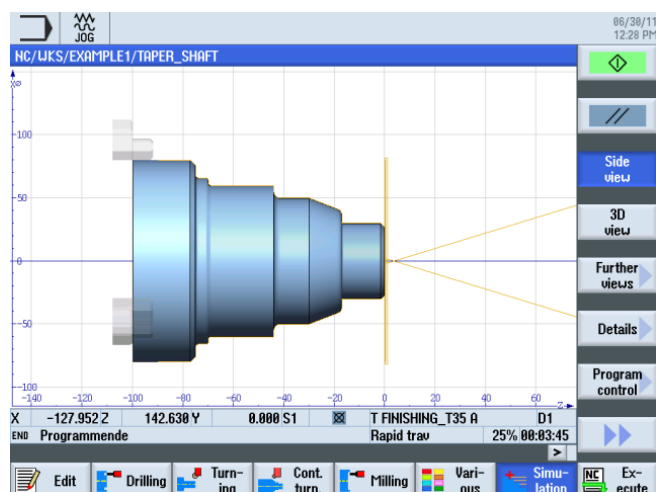 06/30/11
12:28 PM
JOG
NC/WKS/EXAMPLE1/TAPER_SHAFT
Xø
100
50
0
-50
-100
-140 -120 -100 -80 -60 -40 -20 0 20 40 60 Z
Side view
3D view
Further views
Details
Program control
X -127.952 Z 142.630 Y 0.000 S1 T FINISHING_T35 A D1
END Programmende Rapid trav 25% 00:03:45
>
Edit
Drilling
Turn-
ing
Cont.
turn.
Milling
Vari-
ous
Simu-
lation
NC
Ex-
ecute